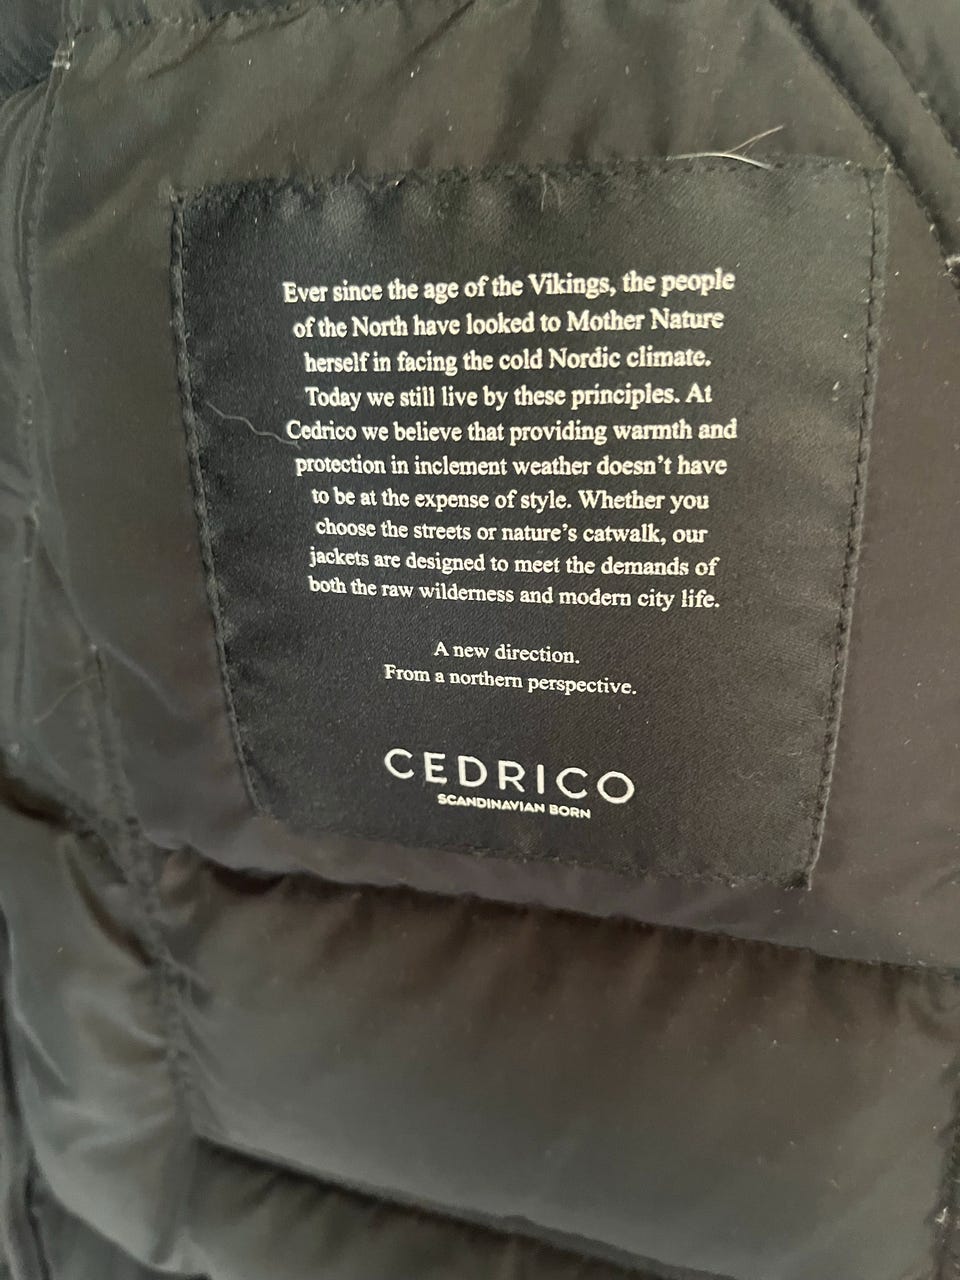 Ever since the age of the Vikings, the people
of the North have looked to Mother Nature
herself in facing the cold Nordic climate.
Today we still live by these principles. At
Cedrico we believe that providing warmth and
protection in inclement weather doesn't have
to be at the expense of style. Whether you
choose the streets or nature's catwalk, our
jackets are designed to meet the demands of
both the raw wilderness and modern city life.
A new direction.
From a northern perspective.
CEDRICO
SCANDINAVIAN BORN